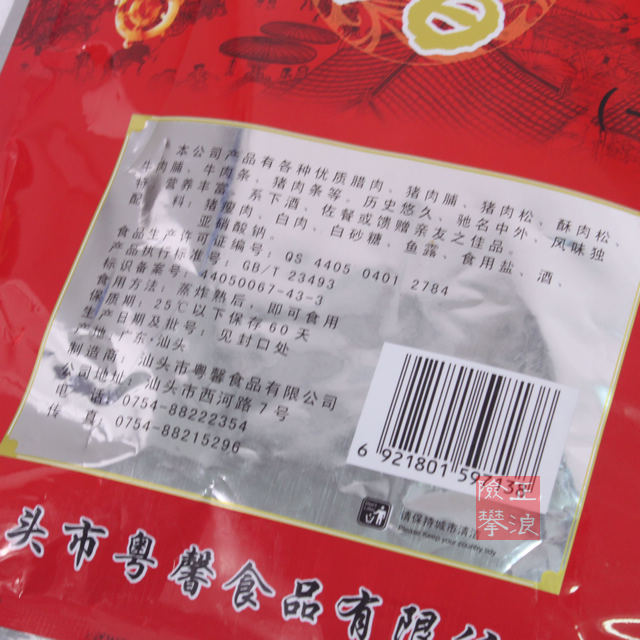 香
本公司产品有各种优质腊肉、猪肉脯、猪肉松、酥肉松、
牛肉脯、牛肉条、猪肉条等。历史悠久、驰名中外、风味独
特、营养丰富、系下酒、佐餐或馈赠亲友之佳品。
配 料:猪瘦肉、白肉、白砂糖、鱼露、食用盐、酒、
亚硝酸钠。
食品生产许可证编号:QS 4405 0401 2784
产品执行标准号:GB/T 23493
标识备案号:44050067-43-3
食用方法:蒸炸熟后,即可食用
保质期:25℃以下保存60天
生产日期及批号:见封口处
产地:广东·汕头
制造商:汕头市粤馨食品有限公司
公司地址:汕头市西河路7号
电 话:0754-88222354
传 真:0754-88215296
6 921801
请保持城市清洁
Please Keep your country tidy
险峰
攀浪
头市粤馨食品有限公